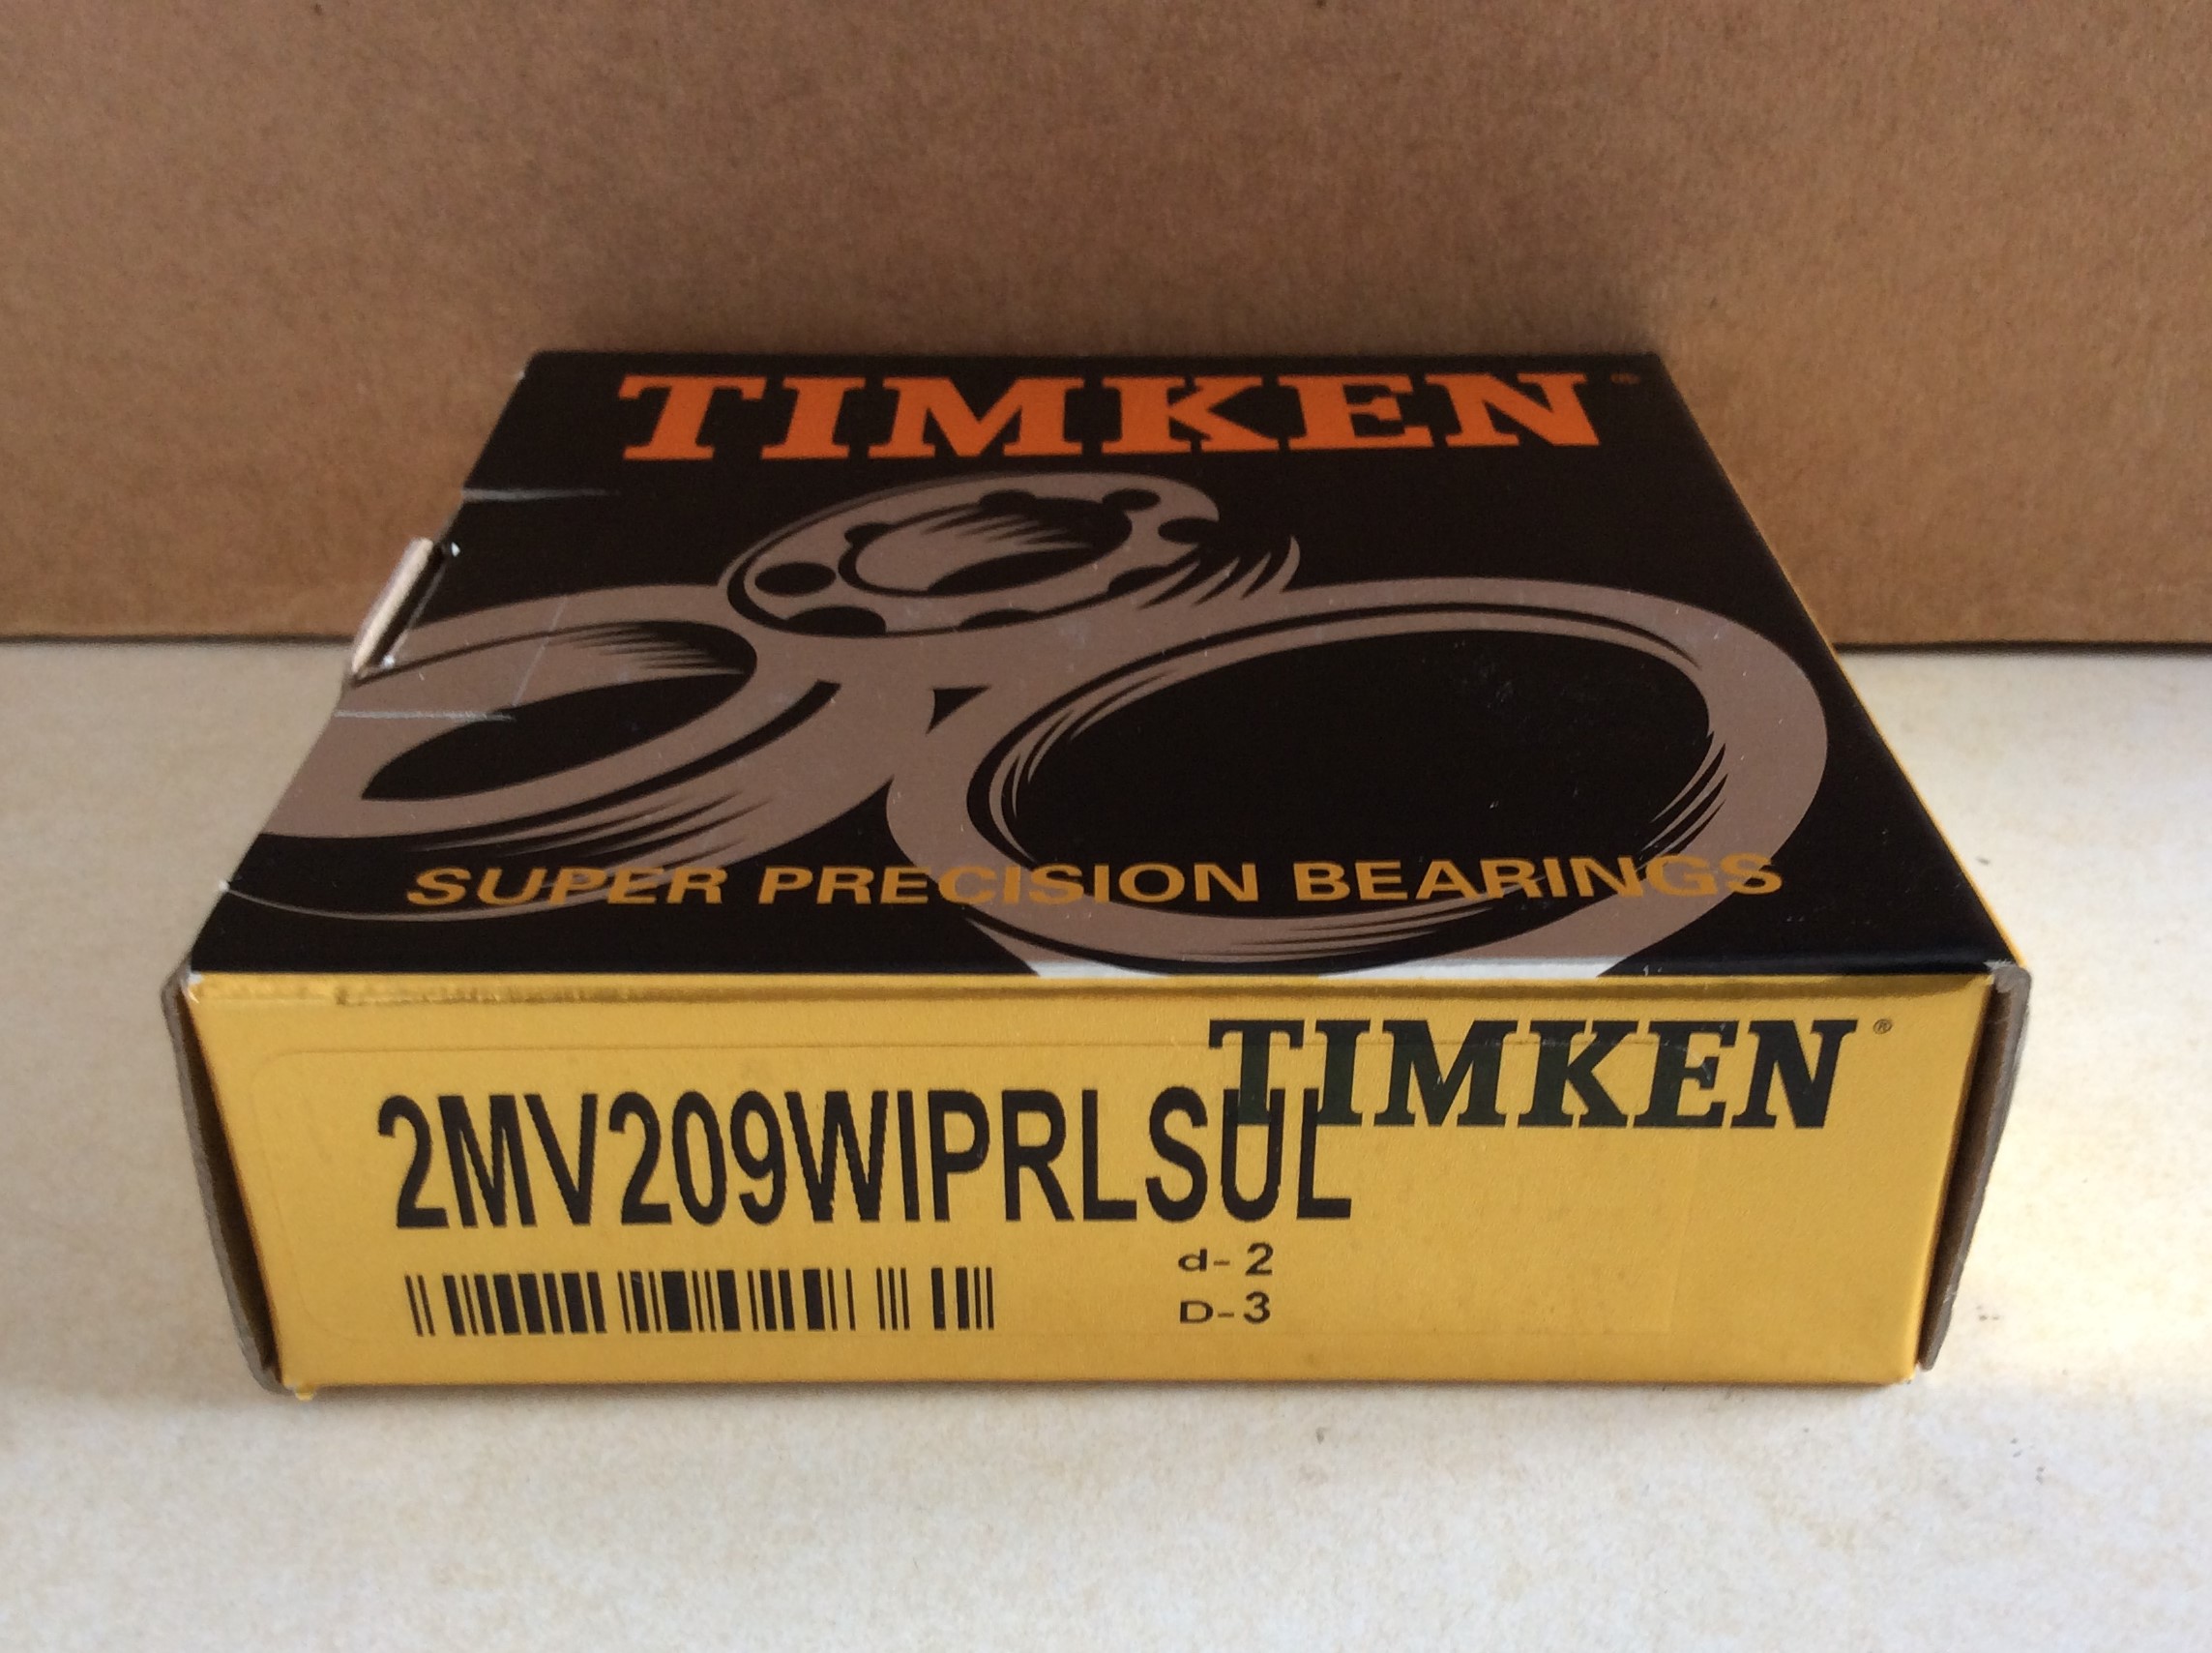 TIMKEN®
SUPER PRECISION BEARINGS
TIMKEN®
2MV209WIPRLSUL
d-2
D-3